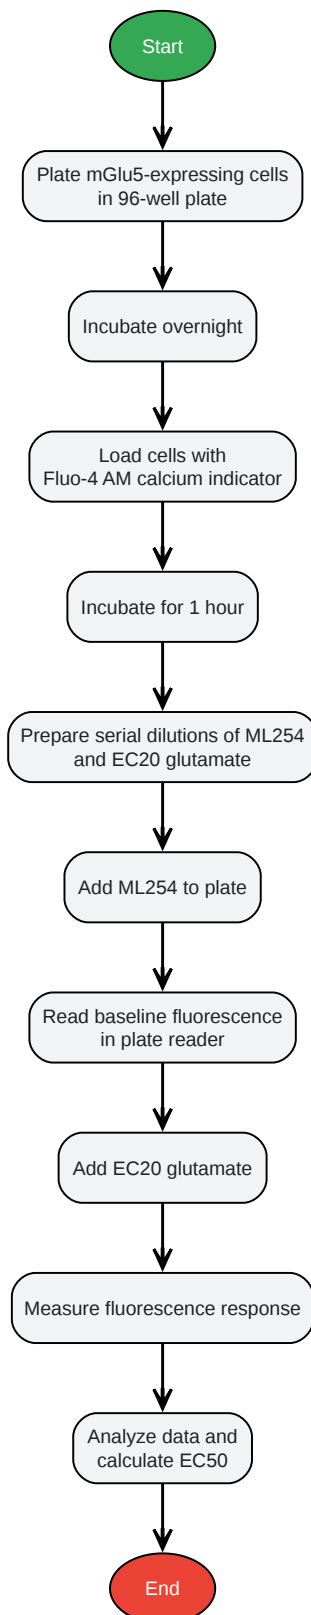 Start
Plate mGlu5-expressing cells
in 96-well plate
Incubate overnight
Load cells with
Fluo-4 AM calcium indicator
Incubate for 1 hour
Prepare serial dilutions of ML254
and EC20 glutamate
Add ML254 to plate
Read baseline fluorescence
in plate reader
Add EC20 glutamate
Measure fluorescence response
Analyze data and
calculate EC50
End